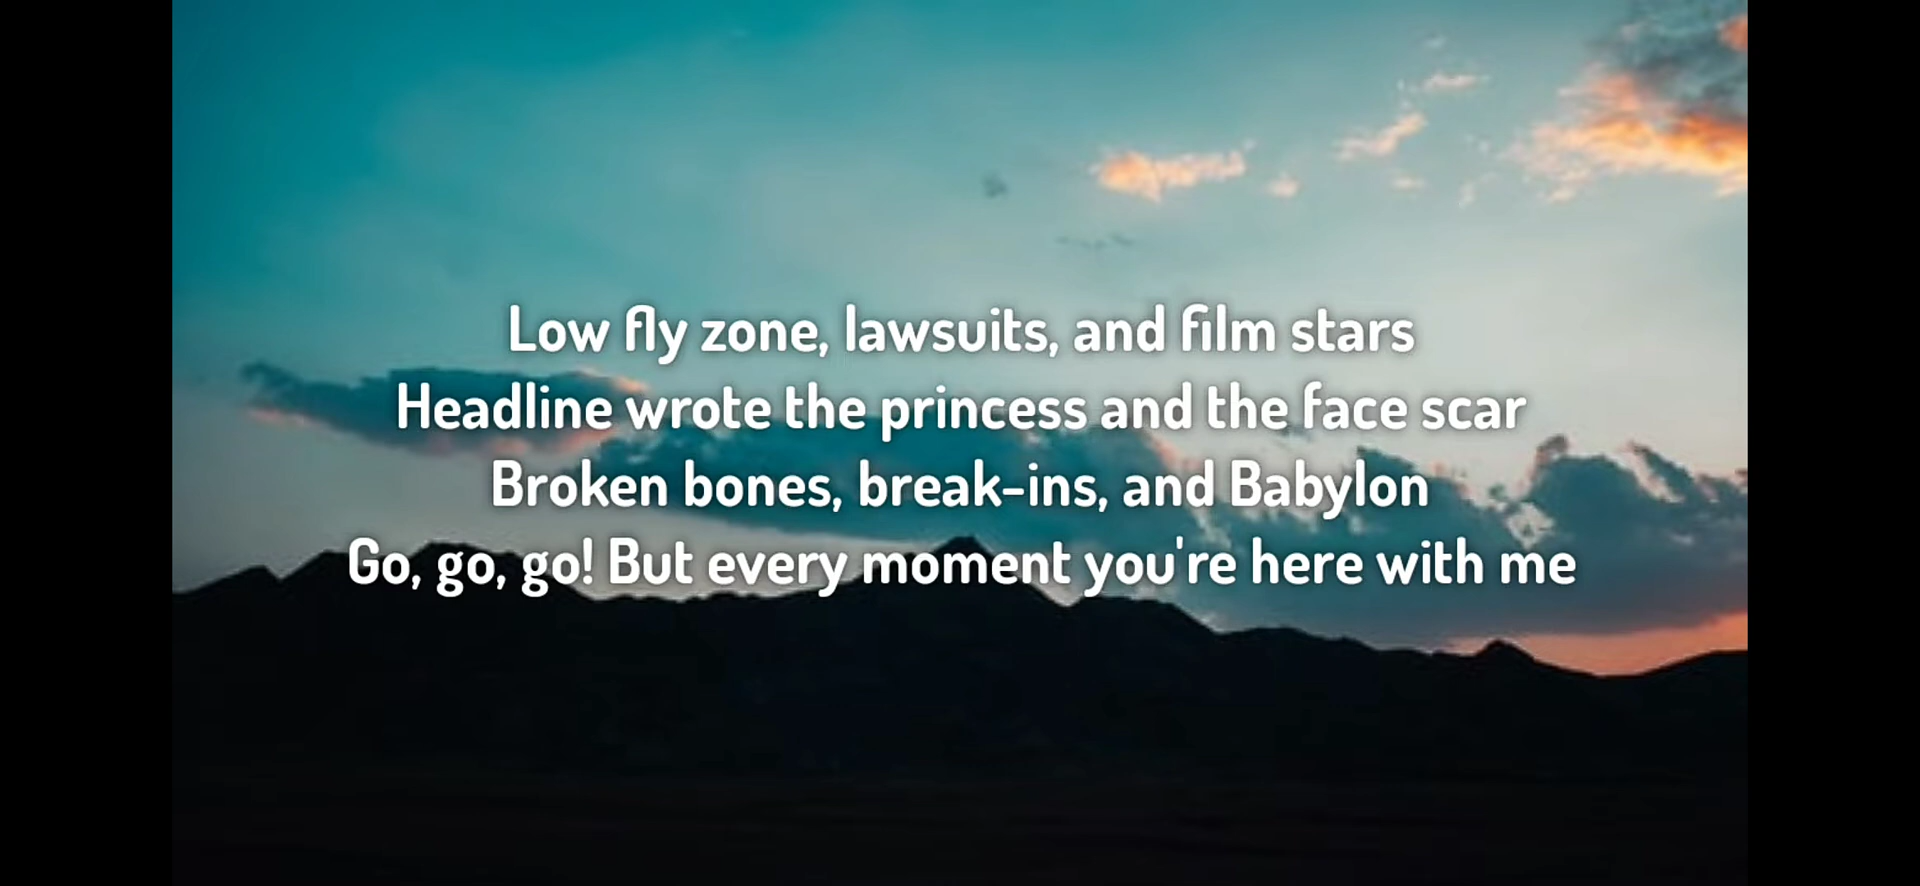 Low fly zone, lawsuits, and film stars
Headline wrote the princess and the face scar
Broken bones, break-ins, and Babylon
Go, go, go! But every moment you're here with me